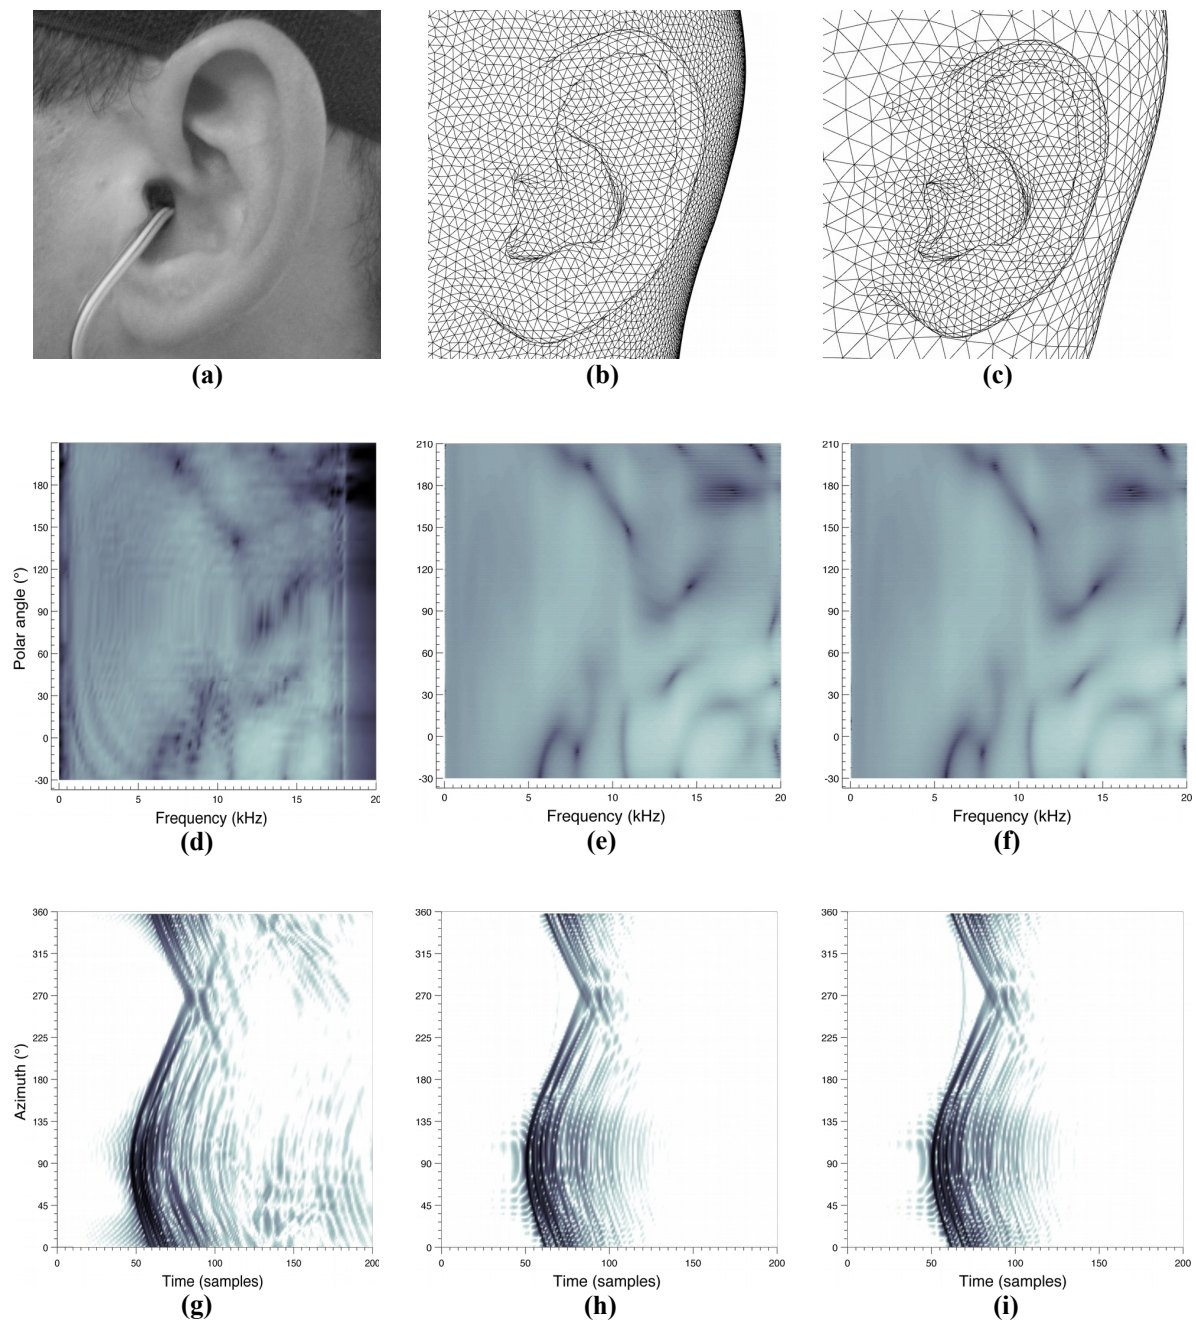 (a) (b) (c)
210 210
180 180 180
150 150 150
120 120 120
90 90 90
60 60 60
30 30 30
0 0 0
-30 -30 -30
Polar angle (°)
0 5 10 15 20 0 5 10 15 20 0 5 10 15 20
Frequency (kHz) Frequency (kHz) Frequency (kHz)
(d) (e) (f)
360 360 360
315 315 315
270 270 270
225 225 225
180 180 180
135 135 135
90 90 90
45 45 45
0 0 0
Azimuth (°)
0 50 100 150 200 0 50 100 150 200 0 50 100 150 200
Time (samples) Time (samples) Time (samples)
(g) (h) (i)